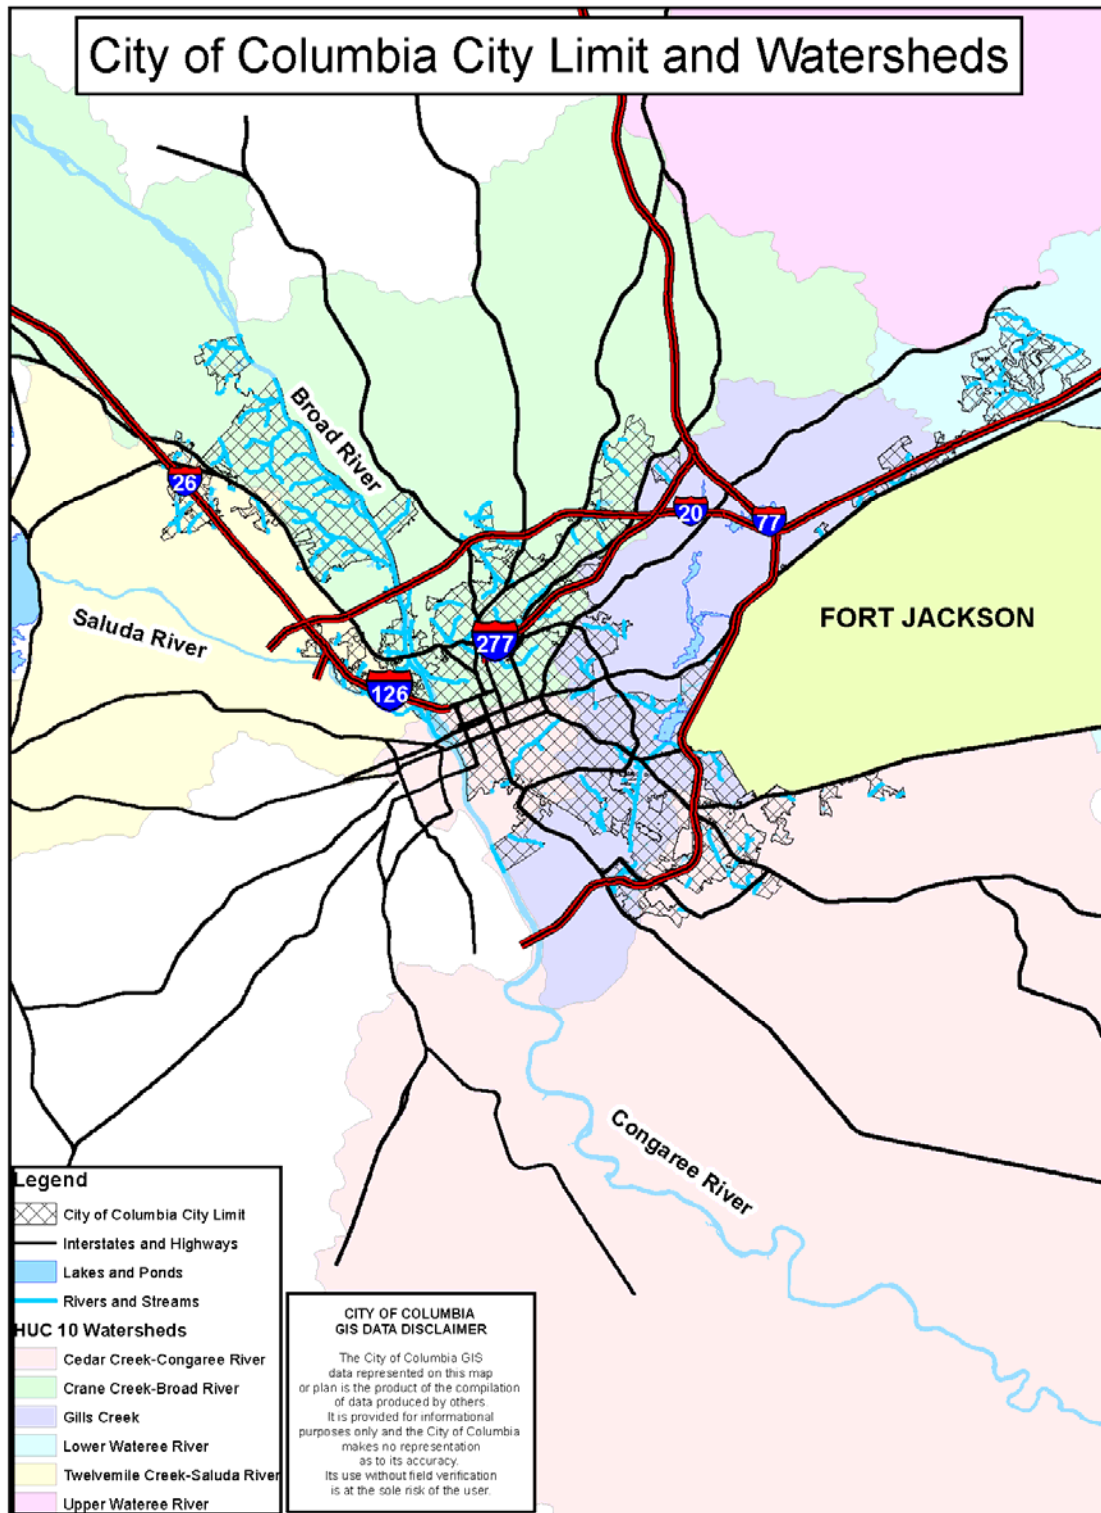 City of Columbia City Limit and Watersheds
Broad River
26
20
77
Saluda River
FORT JACKSON
277
126
Congaree River
Legend
City of Columbia City Limit
Interstates and Highways
Lakes and Ponds
Rivers and Streams
HUC 10 Watersheds
Cedar Creek-Congaree River
Crane Creek-Broad River
Gills Creek
Lower Wateree River
Twelvemile Creek-Saluda River
Upper Wateree River
CITY OF COLUMBIA
GIS DATA DISCLAIMER
The City of Columbia GIS
data represented on this map
or plan is the product of the compilation
of data produced by others.
It is provided for informational
purposes only and the City of Columbia
makes no representation
as to its accuracy.
Its use without field verification
is at the sole risk of the user.